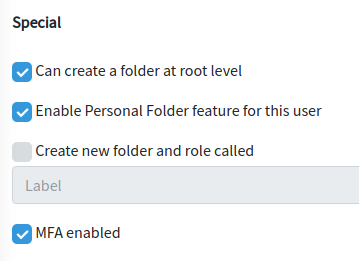 Special
Can create a folder at root level
Enable Personal Folder feature for this user
Create new folder and role called
Label
MFA enabled